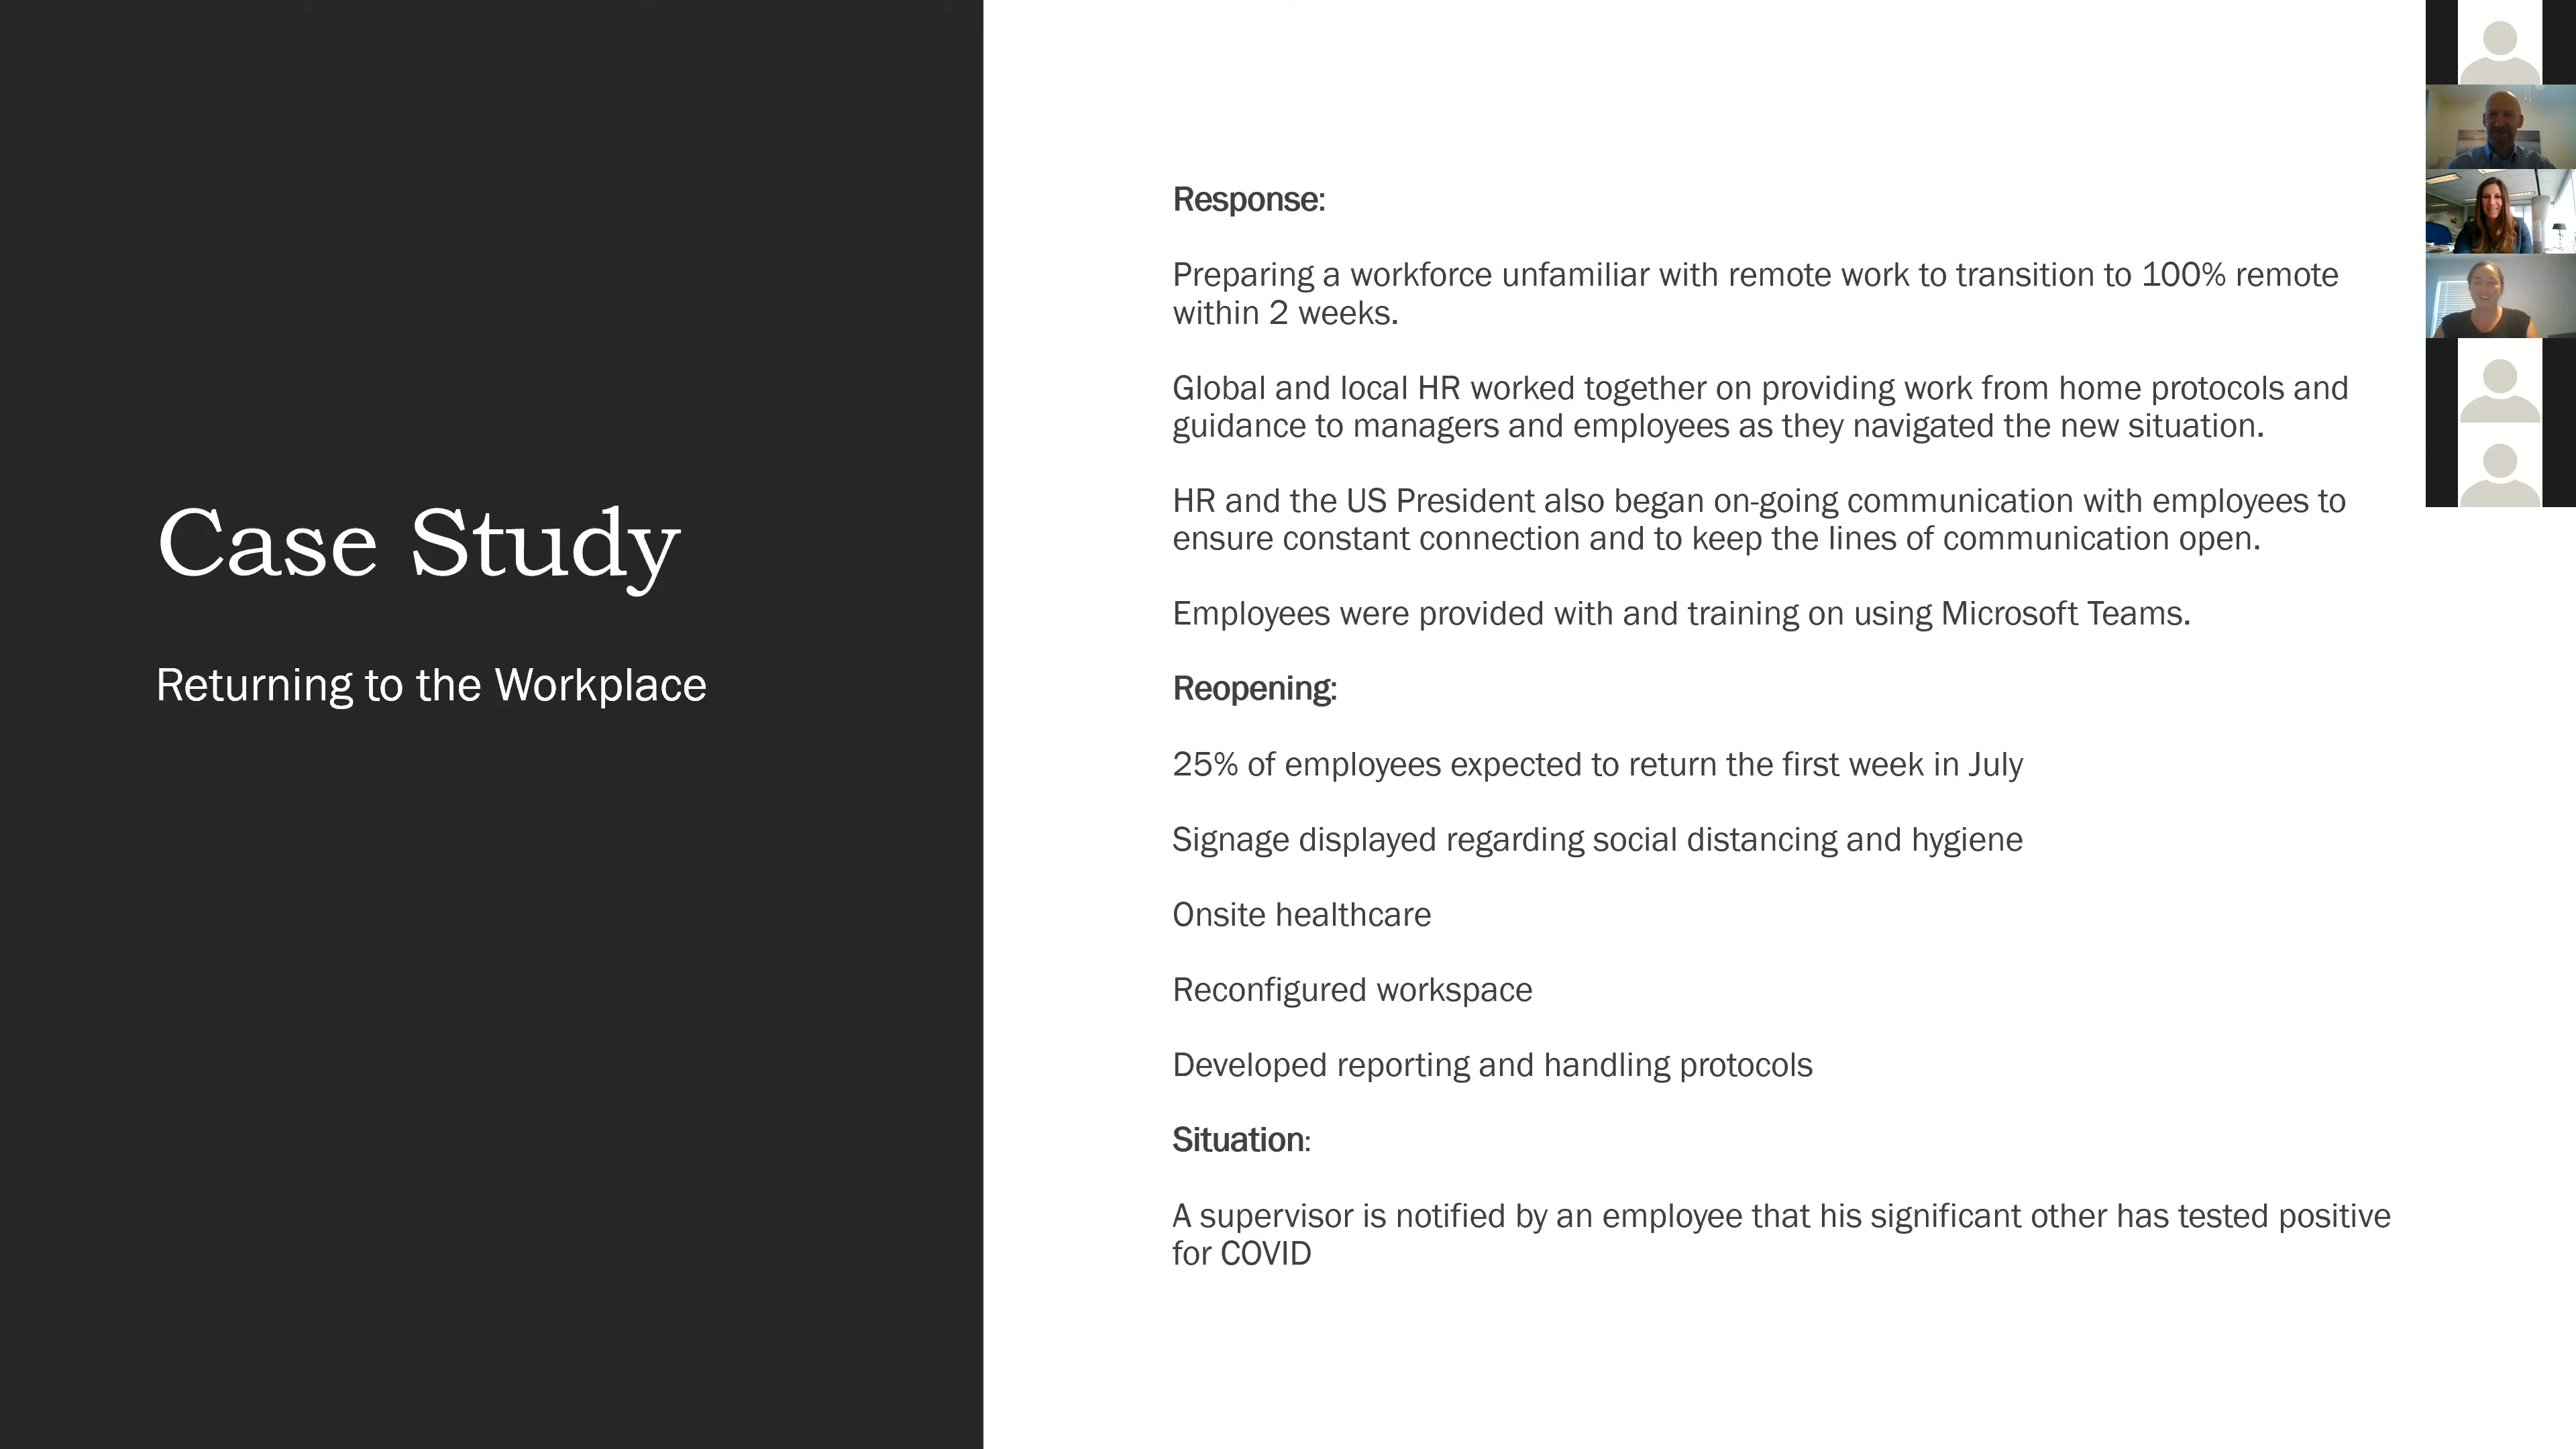 Case Study
Returning to the Workplace
Response:
Preparing a workforce unfamiliar with remote work to transition to 100% remote
within 2 weeks.
Global and local HR worked together on providing work from home protocols and
guidance to managers and employees as they navigated the new situation.
HR and the US President also began on-going communication with employees to
ensure constant connection and to keep the lines of communication open.
Employees were provided with and training on using Microsoft Teams.
Reopening:
25% of employees expected to return the first week in July
Signage displayed regarding social distancing and hygiene
Onsite healthcare
Reconfigured workspace
Developed reporting and handling protocols
Situation:
A supervisor is notified by an employee that his significant other has tested positive
for COVID